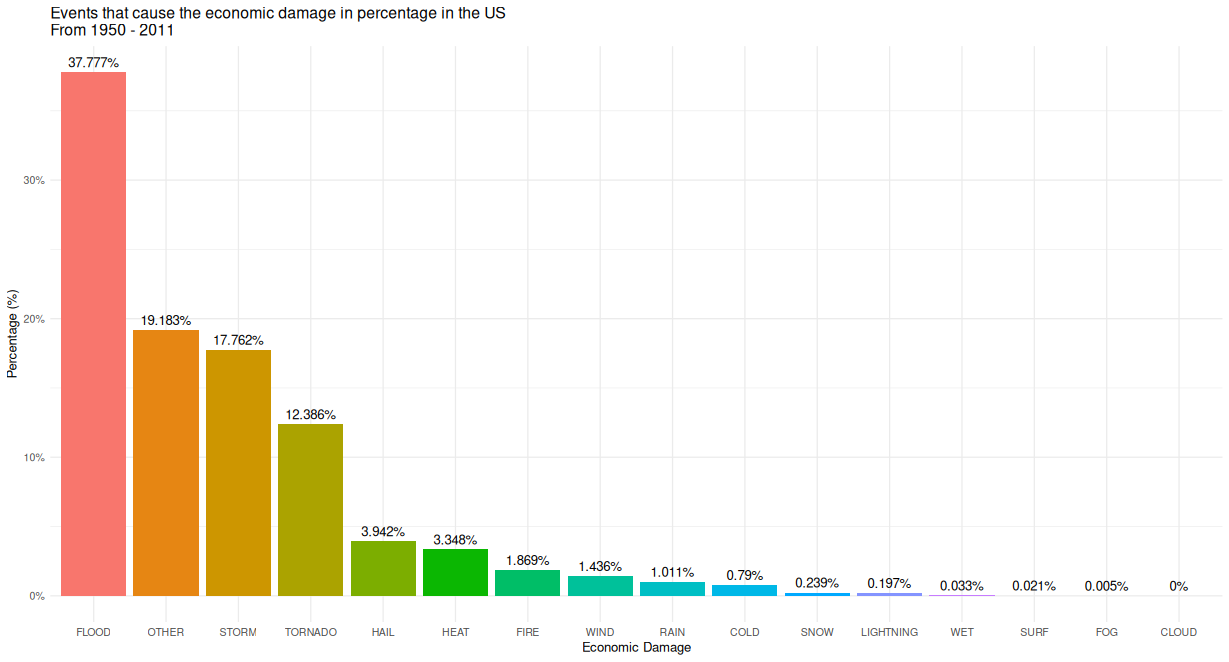 Events that cause the economic damage in percentage in the US
From 1950 - 2011
Percentage (%)
30%
20%
10%
0%
37.777%
19.183%
17.762%
12.386%
3.942%
3.348%
1.869%
1.436%
1.011%
0.79%
0.239%
0.197%
0.033%
0.021%
0.005%
0%
FLOOD
OTHER
STORM
TORNADO
HAIL
HEAT
FIRE
WIND
RAIN
COLD
SNOW
LIGHTNING
WET
SURF
FOG
CLOUD
Economic Damage